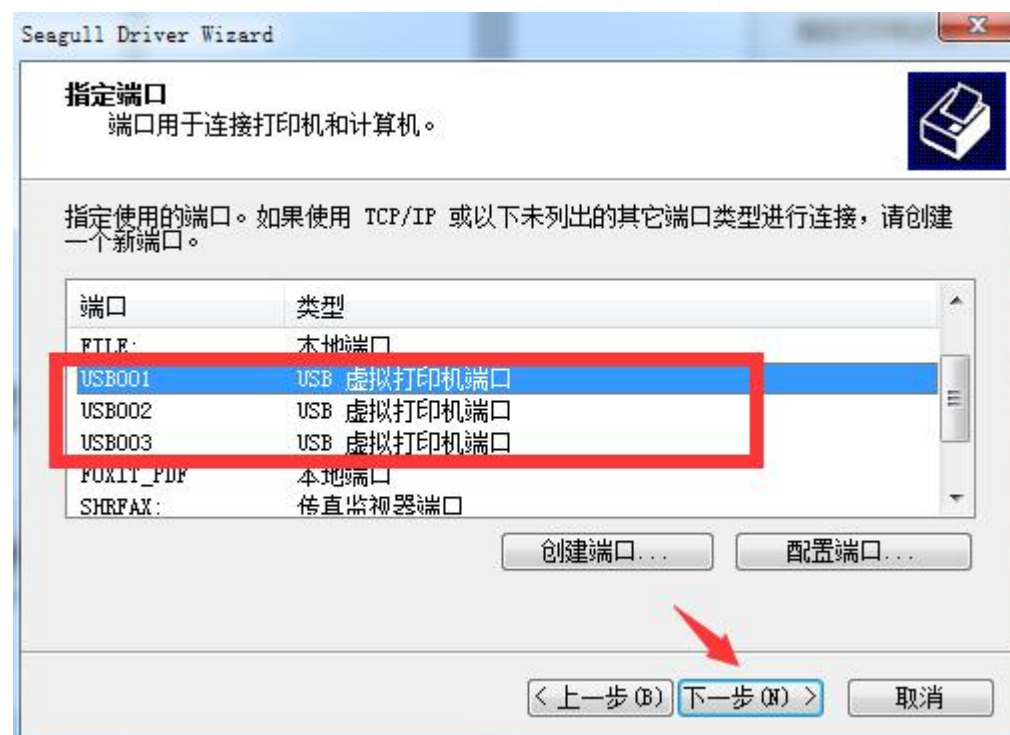 Seagull Driver Wizard
指定端口
端口用于连接打印机和计算机。
指定使用的端口。如果使用 TCP/IP 或以下未列出的其它端口类型进行连接，请创建
一个新端口。
端口 类型
FILE: 本地端口
USB001 USB 虚拟打印机端口
USB002 USB 虚拟打印机端口
USB003 USB 虚拟打印机端口
FOXIT_PDF 本地端口
SHRFAX: 传真监视器端口
创建端口... 配置端口...
< 上一步(B) 下一步(N) > 取消